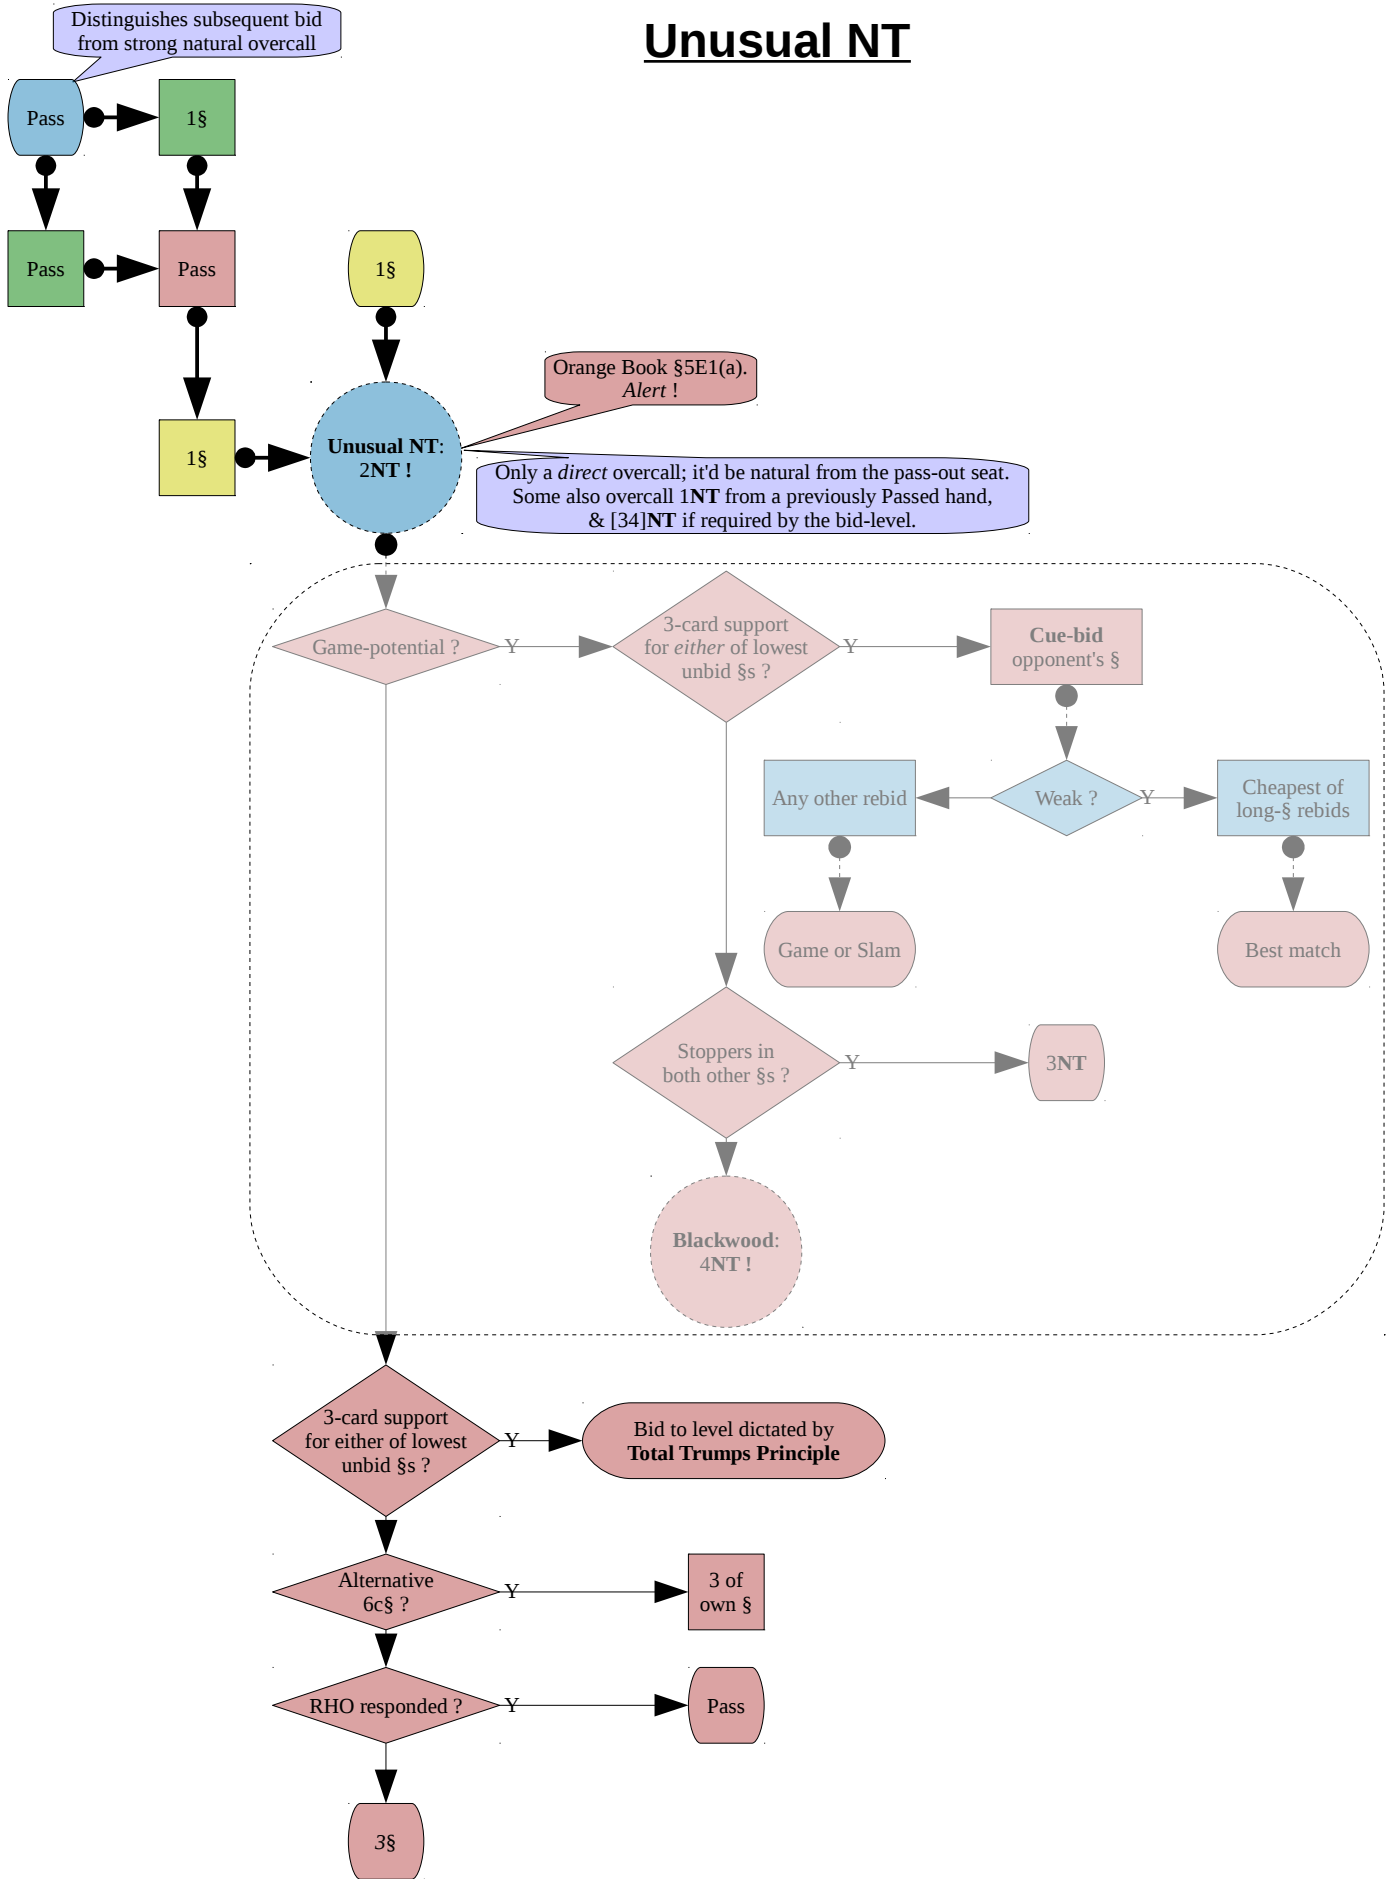 Unusual NT
Distinguishes subsequent bid
from strong natural overcall
Pass
1§
Pass
Pass
1§
Orange Book §5E1(a).
Alert !
1§
Unusual NT:
2NT !
Only a direct overcall; it'd be natural from the pass-out seat.
Some also overcall 1NT from a previously Passed hand,
& [34]NT if required by the bid-level.
Game-potential ?
Y
3-card support
for either of lowest
unbid §s ?
Y
Cue-bid
opponent's §
Any other rebid
Weak ?
Y
Cheapest of
long-§ rebids
Game or Slam
Best match
Stoppers in
both other §s ?
Y
3NT
Blackwood:
4NT !
3-card support
for either of lowest
unbid §s ?
Y
Bid to level dictated by
Total Trumps Principle
Alternative
6c§ ?
Y
3 of
own §
RHO responded ?
Y
Pass
3§